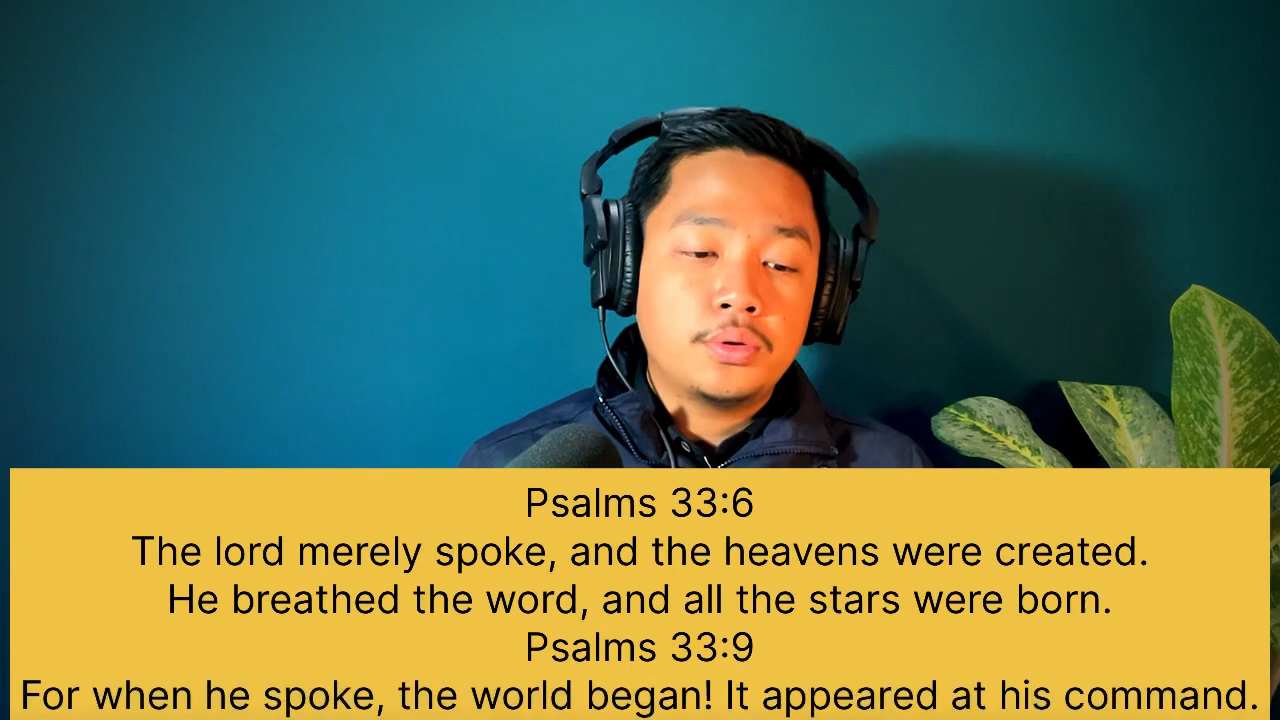 Psalms 33:6
The lord merely spoke, and the heavens were created.
He breathed the word, and all the stars were born.
Psalms 33:9
For when he spoke, the world began! It appeared at his command.